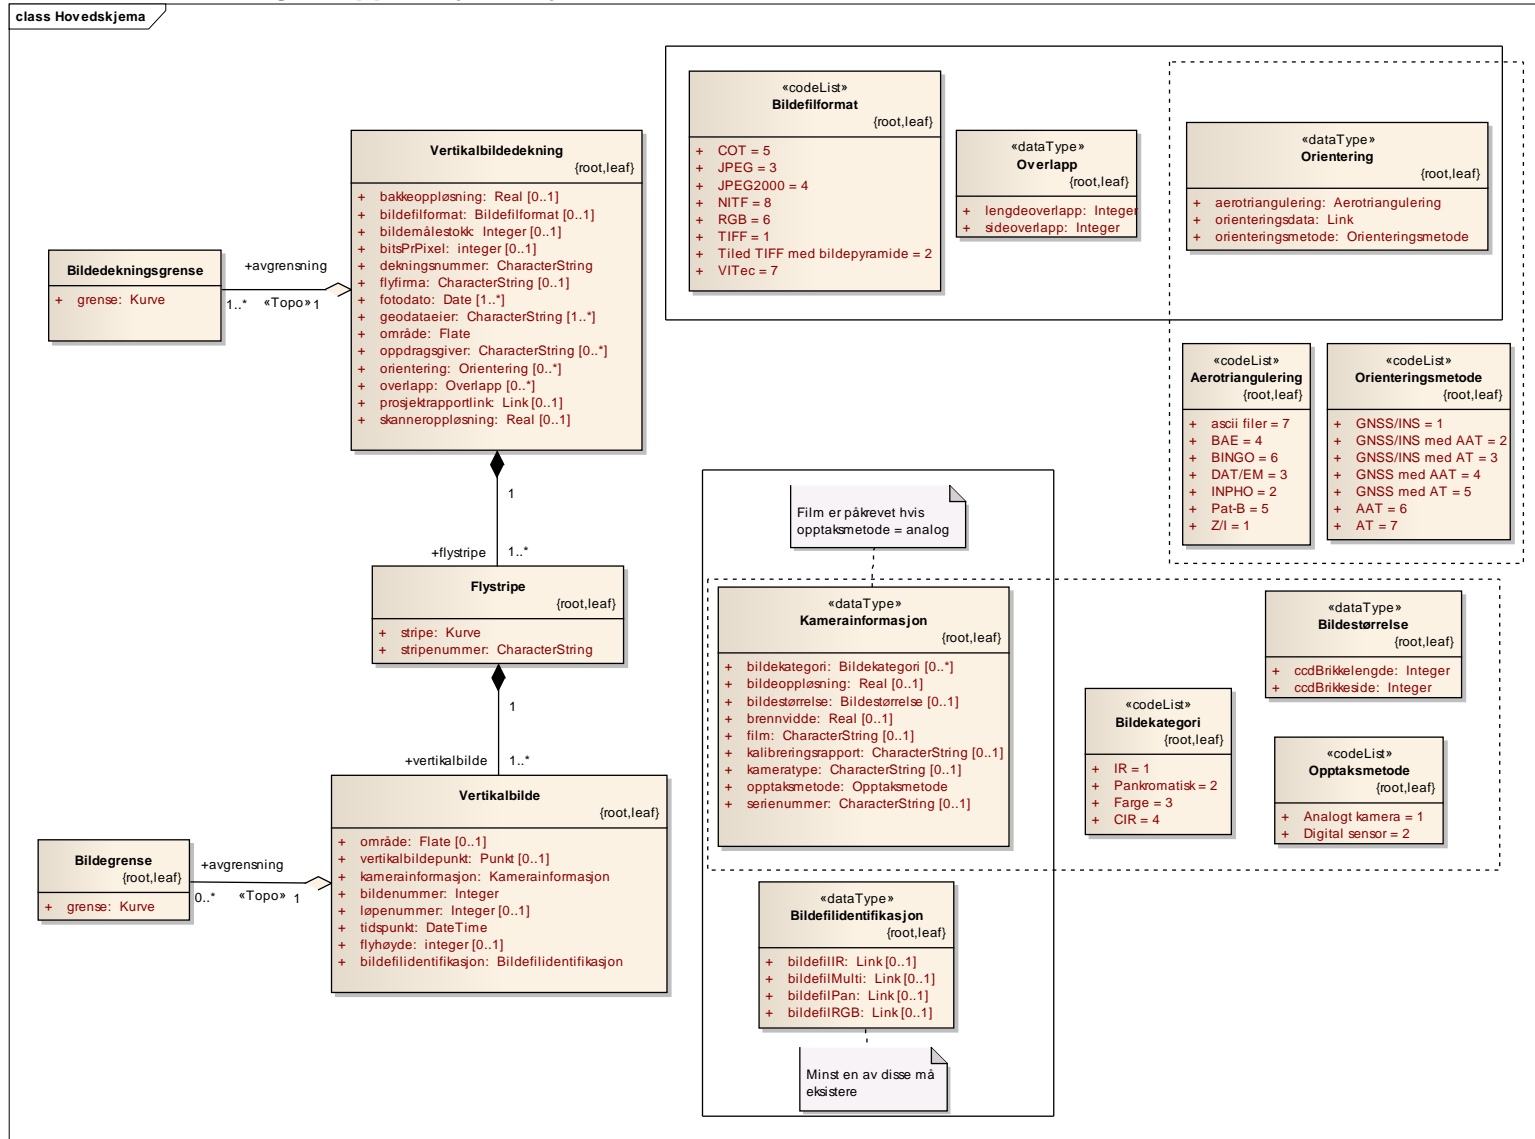 class Hovedskjema
Vertikalbildedekning
{root,leaf}
+ bakkeoppløsning: Real [0..1]
+ bildefilformat: Bildefilformat [0..1]
+ bildemålestokk: Integer [0..1]
+ bitsPrPixel: integer [0..1]
+ dekningsnummer: CharacterString
+ flyfirma: CharacterString [0..1]
+ fotodato: Date [1..*]
+ geodataeier: CharacterString [1..*]
+ område: Flate
+ oppdragsgiver: CharacterString [0..*]
+ orientering: Orientering [0..*]
+ overlapp: Overlapp [0..*]
+ prosjektrapportlink: Link [0..1]
+ skanneroppløsning: Real [0..1]
Bildedekningsgrense
+ grense: Kurve
+avgrensning
1..* «Topo» 1
1
+flystripe 1..*
Flystripe
{root,leaf}
+ stripe: Kurve
+ stripenummer: CharacterString
1
+vertikalbilde 1..*
Vertikalbilde
{root,leaf}
+ område: Flate [0..1]
+ vertikalbildepunkt: Punkt [0..1]
+ kamerainformasjon: Kamerainformasjon
+ bildenummer: Integer
+ løpenummer: Integer [0..1]
+ tidspunkt: DateTime
+ flyhøyde: integer [0..1]
+ bildefilidentifikasjon: Bildefilidentifikasjon
Bildegrense
{root,leaf}
+ grense: Kurve
+avgrensning
0..* «Topo» 1
«codeList»
Bildefilformat
{root,leaf}
+ COT = 5
+ JPEG = 3
+ JPEG2000 = 4
+ NITF = 8
+ RGB = 6
+ TIFF = 1
+ Tiled TIFF med bildepyramide = 2
+ VITec = 7
«dataType»
Overlapp
{root,leaf}
+ lengdeoverlapp: Integer
+ sideoverlapp: Integer
«dataType»
Orientering
{root,leaf}
+ aerotriangulering: Aerotriangulering
+ orienteringsdata: Link
+ orienteringsmetode: Orienteringsmetode
«codeList»
Aerotriangulering
{root,leaf}
+ ascii filer = 7
+ BAE = 4
+ BINGO = 6
+ DAT/EM = 3
+ INPHO = 2
+ Pat-B = 5
+ Z/I = 1
«codeList»
Orienteringsmetode
{root,leaf}
+ GNSS/INS = 1
+ GNSS/INS med AAT = 2
+ GNSS/INS med AT = 3
+ GNSS med AAT = 4
+ GNSS med AT = 5
+ AAT = 6
+ AT = 7
Film er påkrevet hvis
opptaksmetode = analog
«dataType»
Kamerainformasjon
{root,leaf}
+ bildekategori: Bildekategori [0..*]
+ bildeoppløsning: Real [0..1]
+ bildestørrelse: Bildestørrelse [0..1]
+ brennvidde: Real [0..1]
+ film: CharacterString [0..1]
+ kalibreringsrapport: CharacterString [0..1]
+ kameratype: CharacterString [0..1]
+ opptaksmetode: Opptaksmetode
+ serienummer: CharacterString [0..1]
«dataType»
Bildestørrelse
{root,leaf}
+ ccdBrikkelengde: Integer
+ ccdBrikkeside: Integer
«codeList»
Bildekategori
{root,leaf}
+ IR = 1
+ Pankromatisk = 2
+ Farge = 3
+ CIR = 4
«codeList»
Opptaksmetode
{root,leaf}
+ Analogt kamera = 1
+ Digital sensor = 2
«dataType»
Bildefilidentifikasjon
{root,leaf}
+ bildefilIR: Link [0..1]
+ bildefilMulti: Link [0..1]
+ bildefilPan: Link [0..1]
+ bildefilRGB: Link [0..1]
Minst en av disse må
eksistere